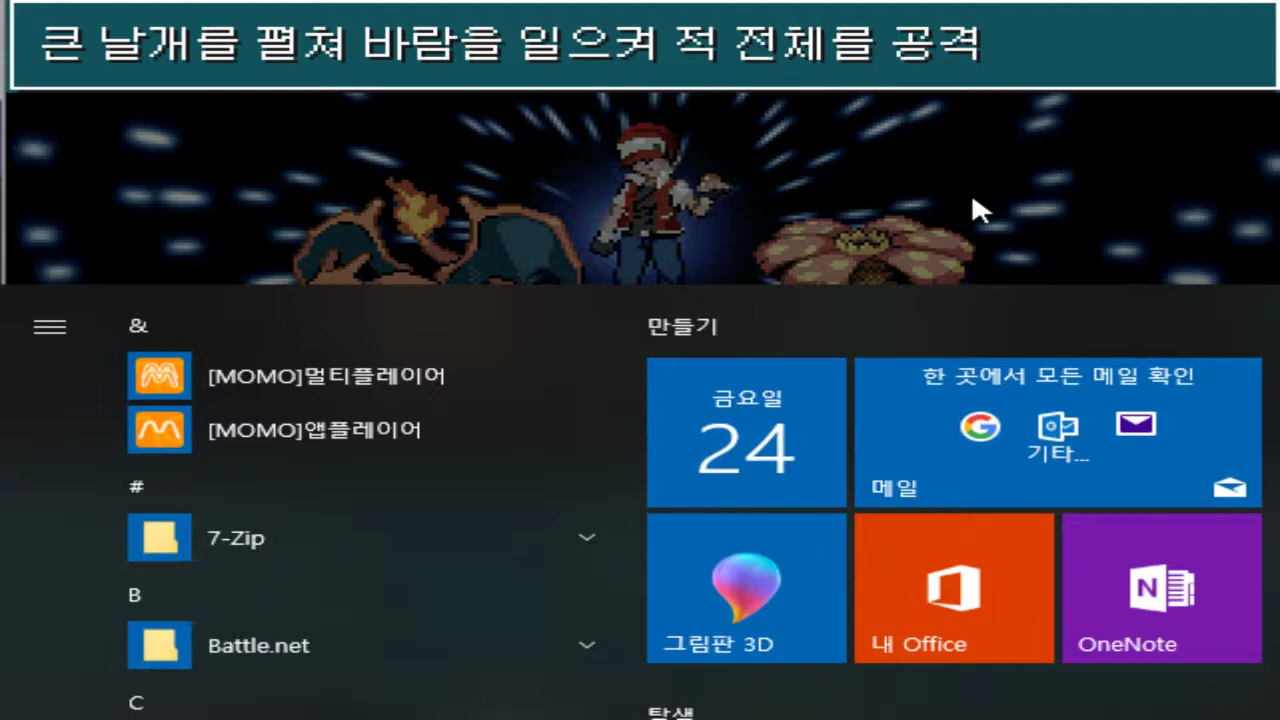 큰 날개를 펼쳐 바람을 일으켜 적 전체를 공격
&
만들기
[MOMO]멀티플레이어
[MOMO]앱플레이어
#
7-Zip
B
Battle.net
C
금요일
24
한 곳에서 모든 메일 확인
기타...
메일
그림판 3D
내 Office
OneNote
탐색